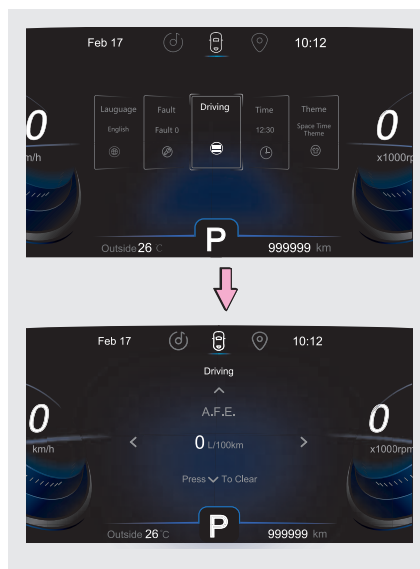 Feb 17 10:12
Lauguage Fault Driving Time Theme
English Fault 0 12:30 Space Time
Theme
0 0
m/h x1000rp
P
Outside 26 C 999999 km
Feb 17 10:12
Driving
A.F.E.
0 0 L/100km 0
km/h x1000rpm
Press To Clear
P
Outside 26 °C 999999 km